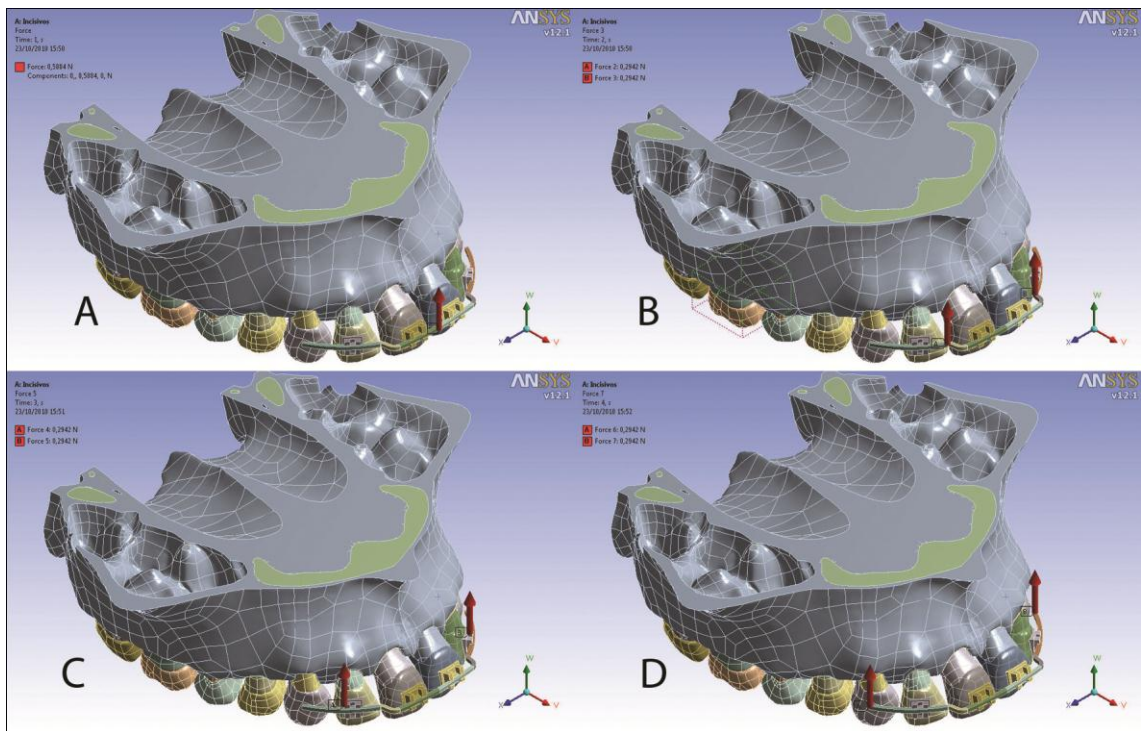 A: Incisivos
Force
Time: 1, s
23/10/2010 15:50
Force: 0,5884 N
Components: 0,, 0,5884, 0, N
ANSYS
v12.1
A
X
Y
W
A: Incisivos
Force 3
Time: 2, s
23/10/2010 15:50
A Force 2: 0,2942 N
B Force 3: 0,2942 N
ANSYS
v12.1
B
X
Y
W
A: Incisivos
Force 5
Time: 3, s
23/10/2010 15:51
A Force 4: 0,2942 N
B Force 5: 0,2942 N
ANSYS
v12.1
C
X
Y
W
A: Incisivos
Force 7
Time: 4, s
23/10/2010 15:52
A Force 6: 0,2942 N
B Force 7: 0,2942 N
ANSYS
v12.1
B
D
X
Y
W